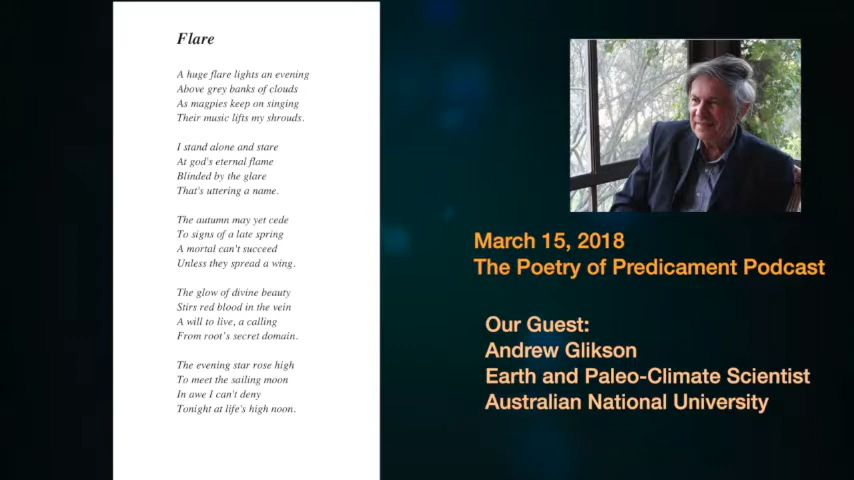 Flare
A huge flare lights an evening
Above grey banks of clouds
As magpies keep on singing
Their music lifts my shrouds.
I stand alone and stare
At god's eternal flame
Blinded by the glare
That's uttering a name.
The autumn may yet cede
To signs of a late spring
A mortal can't succeed
Unless they spread a wing.
The glow of divine beauty
Stirs red blood in the vein
A will to live, a calling
From root's secret domain.
The evening star rose high
To meet the sailing moon
In awe I can't deny
Tonight at life's high noon.
March 15, 2018
The Poetry of Predicament Podcast
Our Guest:
Andrew Glikson
Earth and Paleo-Climate Scientist
Australian National University